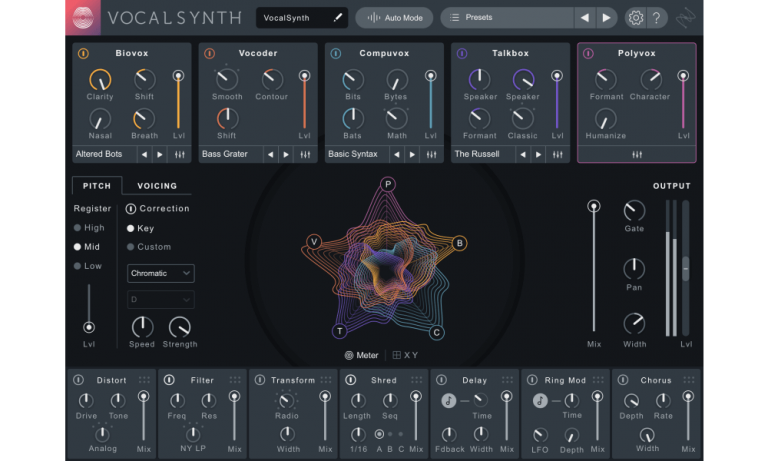 VOCALSYNTH
VocalSynth
Auto Mode
Presets
?
Biovox
Clarity
Shift
Nasal
Breath
Lvl
Altered Bots
Vocoder
Smooth
Contour
Shift
Lvl
Bass Grater
Compuvox
Bits
Bytes
Bats
Math
Lvl
Basic Syntax
Talkbox
Speaker
Speaker
Formant
Classic
Lvl
The Russell
Polyvox
Formant
Character
Humanize
Lvl
PITCH
VOICING
Register
High
Mid
Low
Lvl
Correction
Key
Custom
Chromatic
D
Speed
Strength
P
V
B
T
C
Meter
X Y
Mix
OUTPUT
Gate
Pan
Width
Lvl
Distort
Drive
Tone
Analog
Mix
Filter
Freq
Res
NY LP
Mix
Transform
Radio
Width
Mix
Shred
Length
Seq
1/16
A B C
Mix
Delay
Time
Fdback
Width
Mix
Ring Mod
Time
LFO
Depth
Mix
Chorus
Depth
Rate
Width
Mix